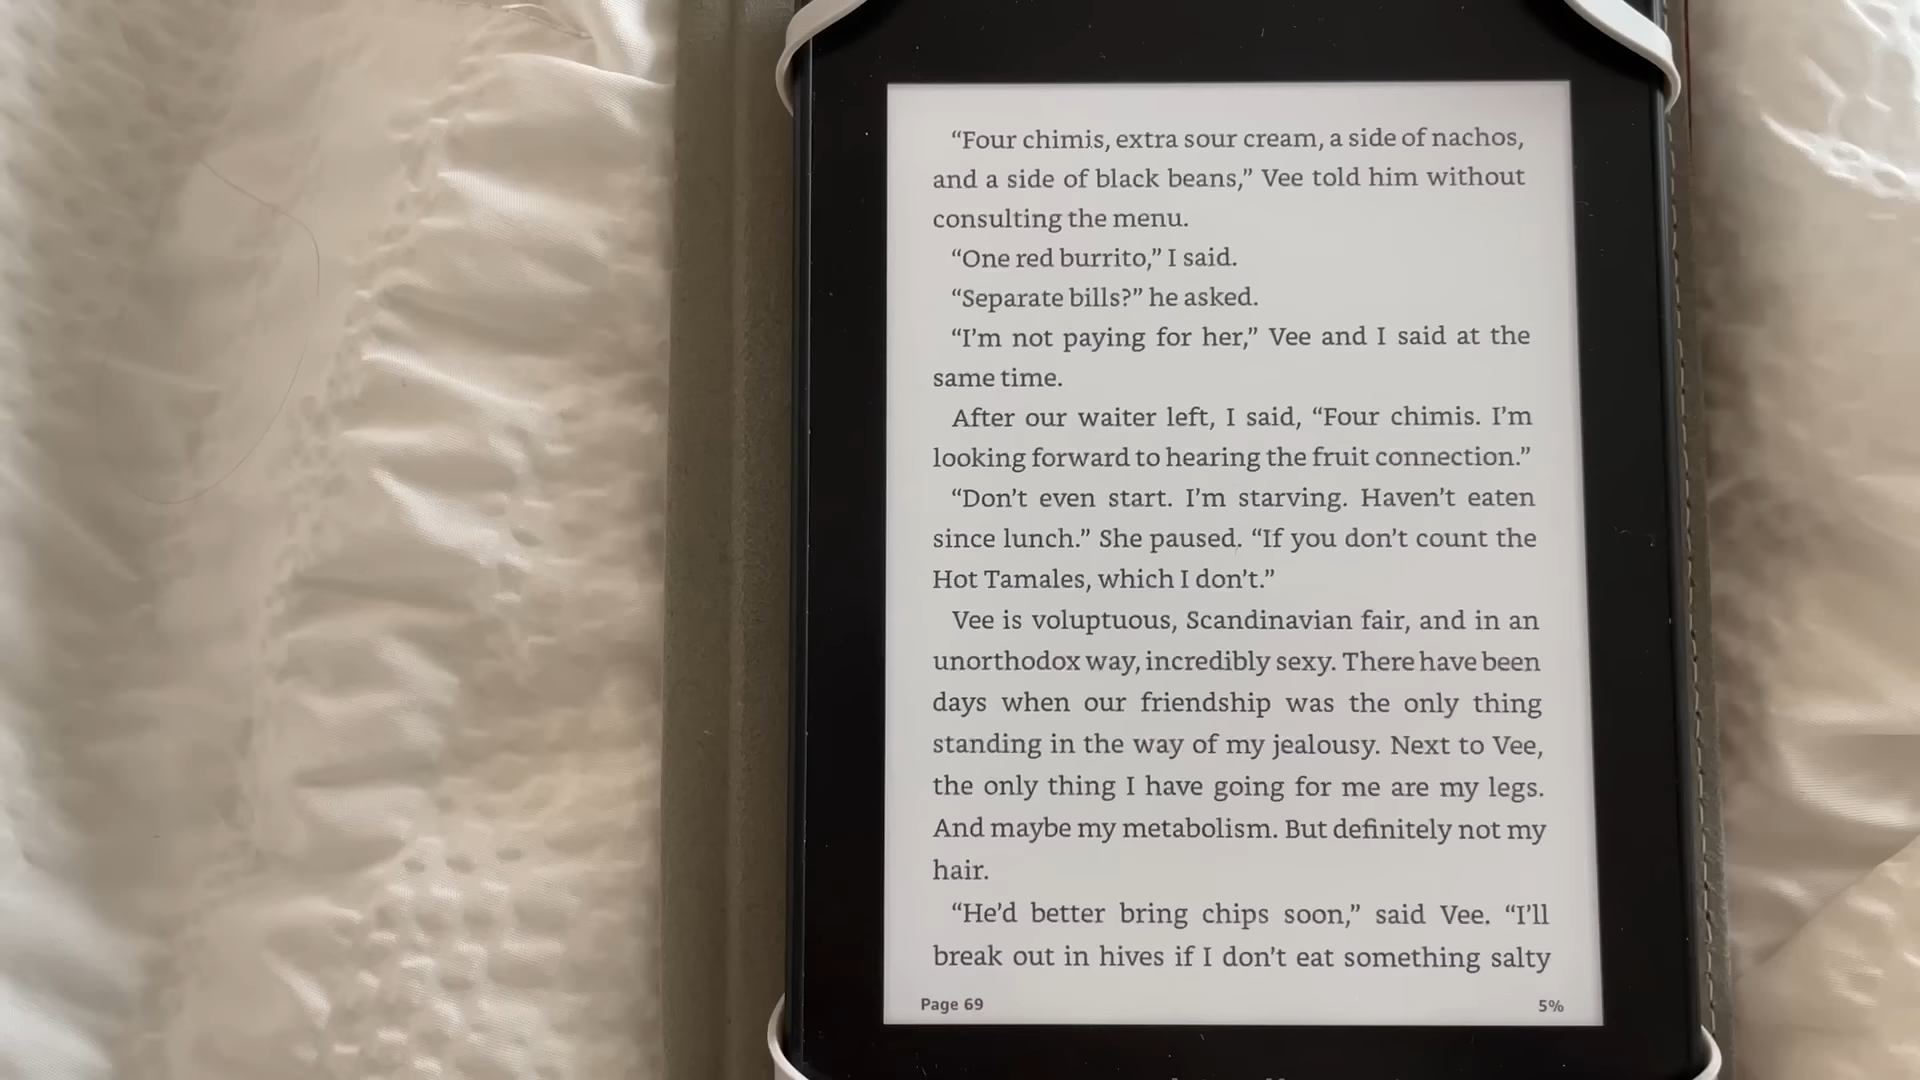 “Four chimis, extra sour cream, a side of nachos,
and a side of black beans,” Vee told him without
consulting the menu.
“One red burrito,” I said.
“Separate bills?” he asked.
“I’m not paying for her,” Vee and I said at the
same time.
After our waiter left, I said, “Four chimis. I’m
looking forward to hearing the fruit connection.”
“Don’t even start. I’m starving. Haven’t eaten
since lunch.” She paused. “If you don’t count the
Hot Tamales, which I don’t.”
Vee is voluptuous, Scandinavian fair, and in an
unorthodox way, incredibly sexy. There have been
days when our friendship was the only thing
standing in the way of my jealousy. Next to Vee,
the only thing I have going for me are my legs.
And maybe my metabolism. But definitely not my
hair.
“He’d better bring chips soon,” said Vee. “I’ll
break out in hives if I don’t eat something salty
Page 69 5%